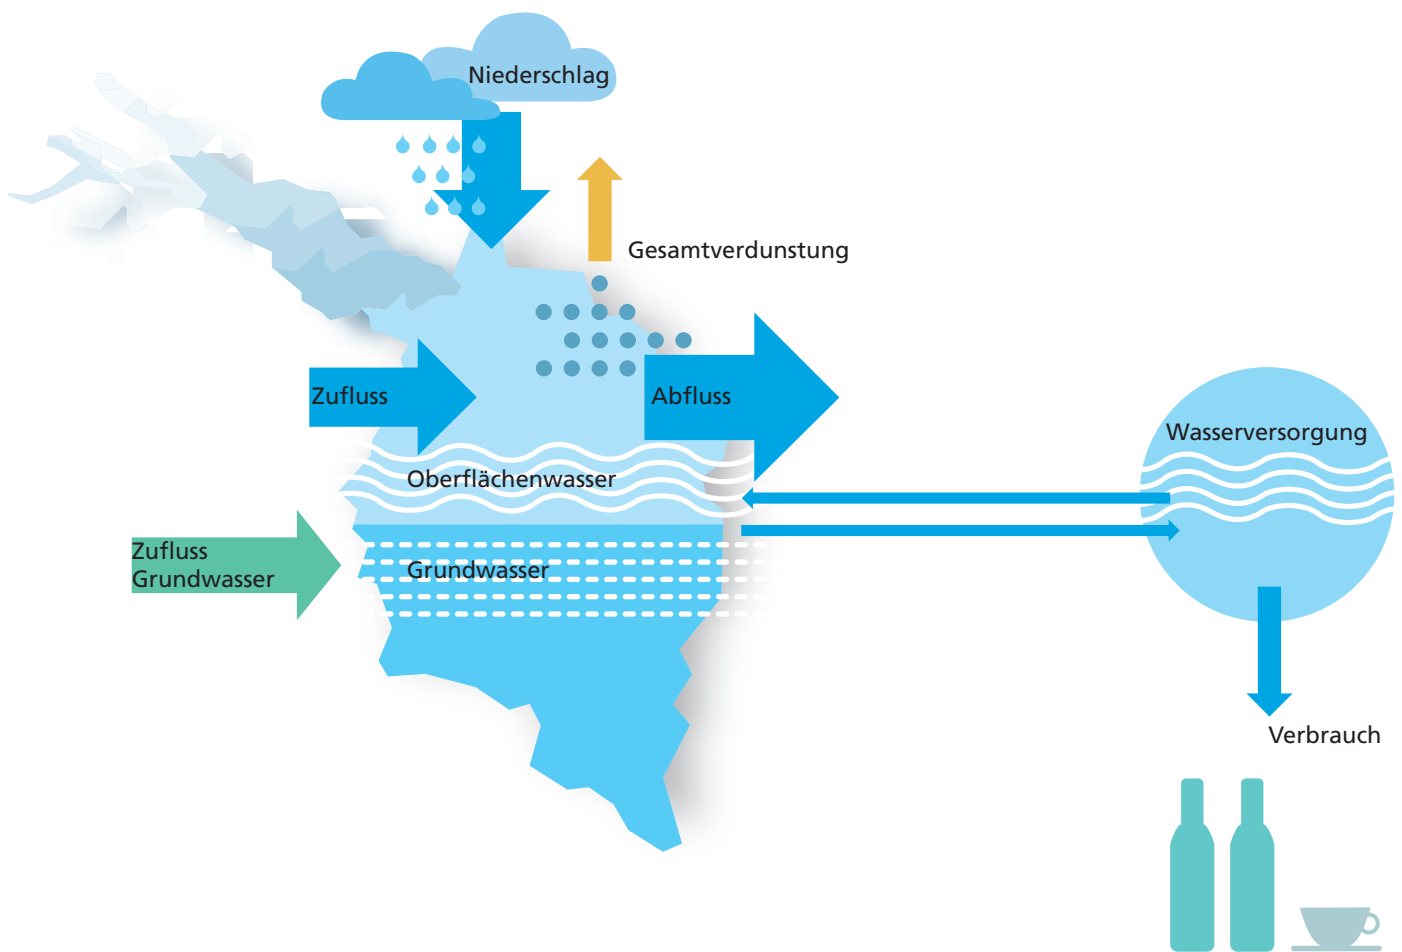 Niederschlag
Gesamtverdunstung
Zufluss
Abfluss
Wasserversorgung
Oberflächenwasser
Zufluss
Grundwasser
Grundwasser
Verbrauch